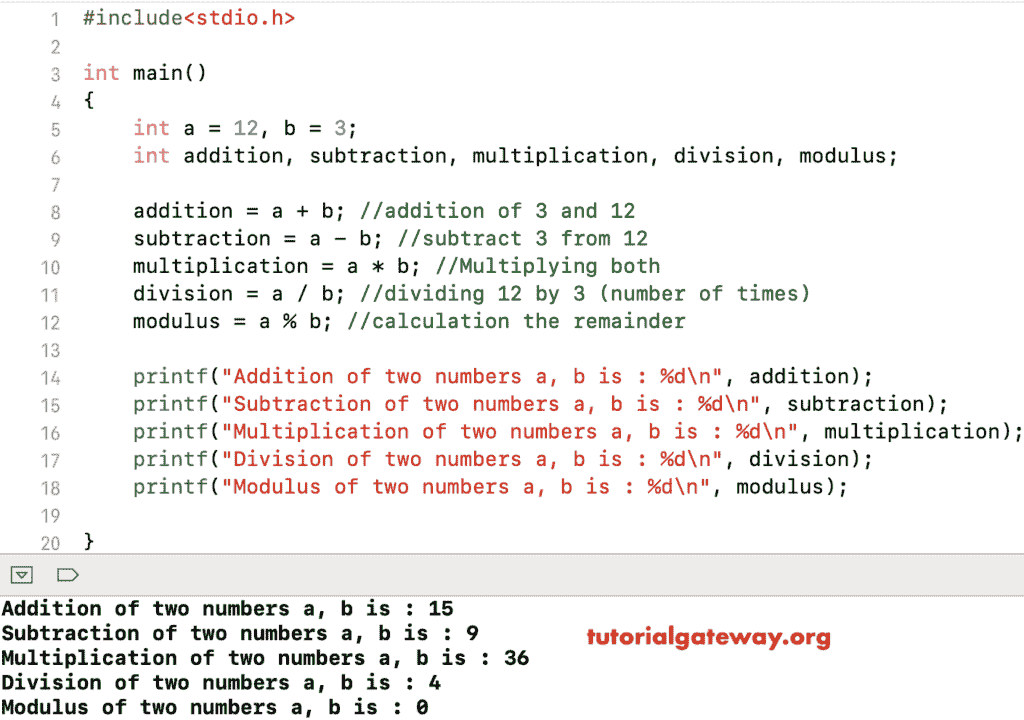 1 #include<stdio.h>
2
3 int main()
4 {
5     int a = 12, b = 3;
6     int addition, subtraction, multiplication, division, modulus;
7
8     addition = a + b; //addition of 3 and 12
9     subtraction = a - b; //subtract 3 from 12
10     multiplication = a * b; //Multiplying both
11     division = a / b; //dividing 12 by 3 (number of times)
12     modulus = a % b; //calculation the remainder
13
14     printf("Addition of two numbers a, b is : %d\n", addition);
15     printf("Subtraction of two numbers a, b is : %d\n", subtraction);
16     printf("Multiplication of two numbers a, b is : %d\n", multiplication);
17     printf("Division of two numbers a, b is : %d\n", division);
18     printf("Modulus of two numbers a, b is : %d\n", modulus);
19
20 }
Addition of two numbers a, b is : 15
Subtraction of two numbers a, b is : 9
tutorialgateway.org
Multiplication of two numbers a, b is : 36
Division of two numbers a, b is : 4
Modulus of two numbers a, b is : 0